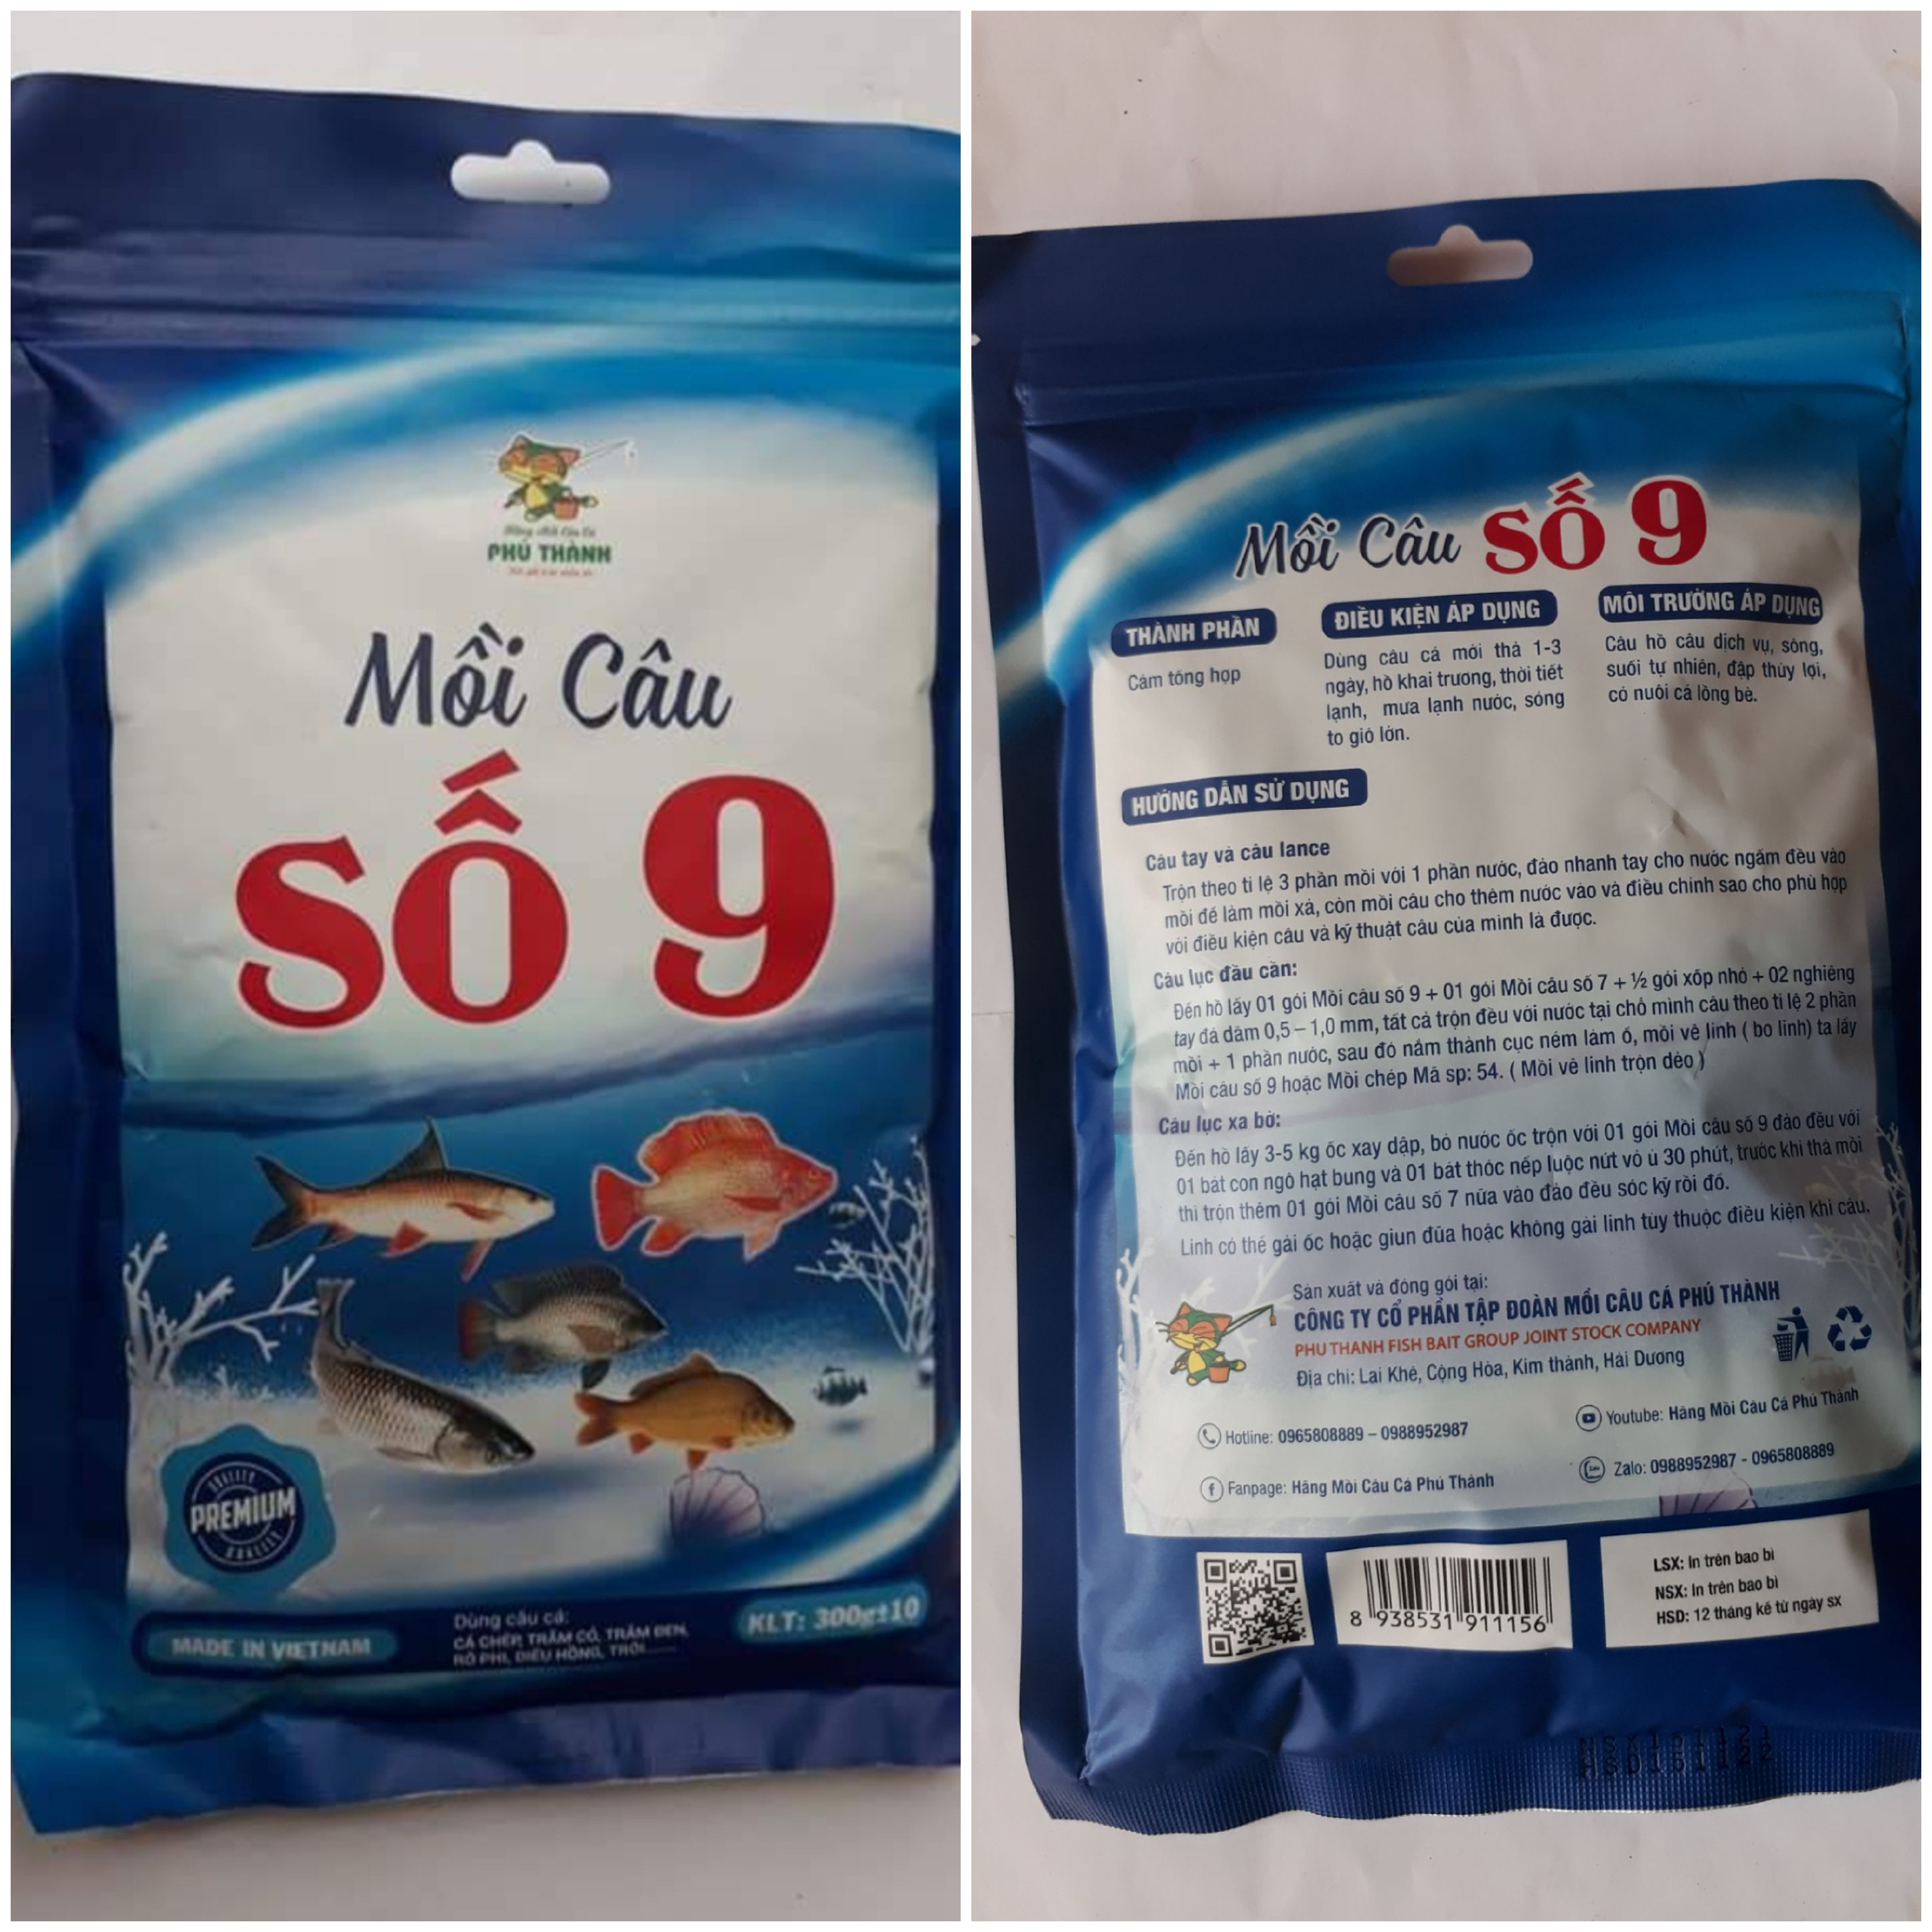 Hãng Mồi Câu Cá
PHÚ THÀNH
Mồi Câu
SỐ 9
QUALITY
PREMIUM
QUALITY
MADE IN VIETNAM
Dùng câu cá:
CÁ CHÉP, TRẮM CỎ, TRẮM ĐEN,
RÔ PHI, DIÊU HỒNG, TRÔI........
KLT: 300g±10
Mồi Câu SỐ 9
THÀNH PHẦN
Cám tổng hợp
ĐIỀU KIỆN ÁP DỤNG
Dùng câu cá mới thả 1-3
ngày, hồ khai trương, thời tiết
lạnh, mưa lạnh nước, sóng
to gió lớn.
MÔI TRƯỜNG ÁP DỤNG
Câu hồ câu dịch vụ, sông,
suối tự nhiên, đập thủy lợi,
có nuôi cá lồng bè.
HƯỚNG DẪN SỬ DỤNG
Câu tay và câu lance
Trộn theo tỉ lệ 3 phần mồi với 1 phần nước, đảo nhanh tay cho nước ngấm đều vào
mồi để làm mồi xả, còn mồi câu cho thêm nước vào và điều chỉnh sao cho phù hợp
với điều kiện câu và kỹ thuật câu của mình là được.
Câu lục đầu cần:
Đến hồ lấy 01 gói Mồi câu số 9 + 01 gói Mồi câu số 7 + ½ gói xốp nhỏ + 02 nghiêng
tay đá dăm 0,5 – 1,0 mm, tất cả trộn đều với nước tại chỗ mình câu theo tỉ lệ 2 phần
mồi + 1 phần nước, sau đó nắm thành cục ném làm ổ, mồi vê linh ( bo linh) ta lấy
Mồi câu số 9 hoặc Mồi chép Mã sp: 54. ( Mồi vê linh trộn dẻo )
Câu lục xa bờ:
Đến hồ lấy 3-5 kg ốc xay dập, bỏ nước ốc trộn với 01 gói Mồi câu số 9 đảo đều với
01 bát con ngô hạt bung và 01 bát thóc nếp luộc nứt vỏ ủ 30 phút, trước khi thả mồi
thì trộn thêm 01 gói Mồi câu số 7 nữa vào đảo đều sóc kỹ rồi đổ.
Linh có thể gài ốc hoặc giun đũa hoặc không gài linh tùy thuộc điều kiện khi câu.
Sản xuất và đóng gói tại:
CÔNG TY CỔ PHẦN TẬP ĐOÀN MỒI CÂU CÁ PHÚ THÀNH
PHU THANH FISH BAIT GROUP JOINT STOCK COMPANY
Địa chỉ: Lai Khê, Cộng Hòa, Kim thành, Hải Dương
Hotline: 0965808889 – 0988952987
Youtube: Hãng Mồi Câu Cá Phú Thành
Fanpage: Hãng Mồi Câu Cá Phú Thành
Zalo: 0988952987 - 0965808889
8 938531 911156
LSX: In trên bao bì
NSX: In trên bao bì
HSD: 12 tháng kể từ ngày sx
NSX151121
HSD151122